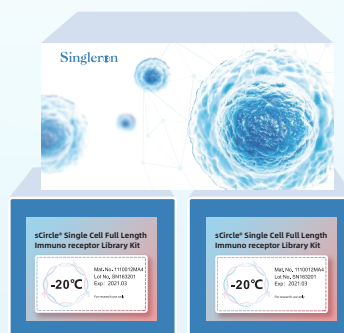 Singleron
sCircle® Single Cell Full Length
Immuno receptor Library Kit
-20℃
Mat.No. 1110012MA4
Lot No. SN163201
Exp: 2021.03
For research use only
sCircle® Single Cell Full Length
Immuno receptor Library Kit
-20℃
Mat.No. 1110012MA4
Lot No. SN163201
Exp: 2021.03
For research use only